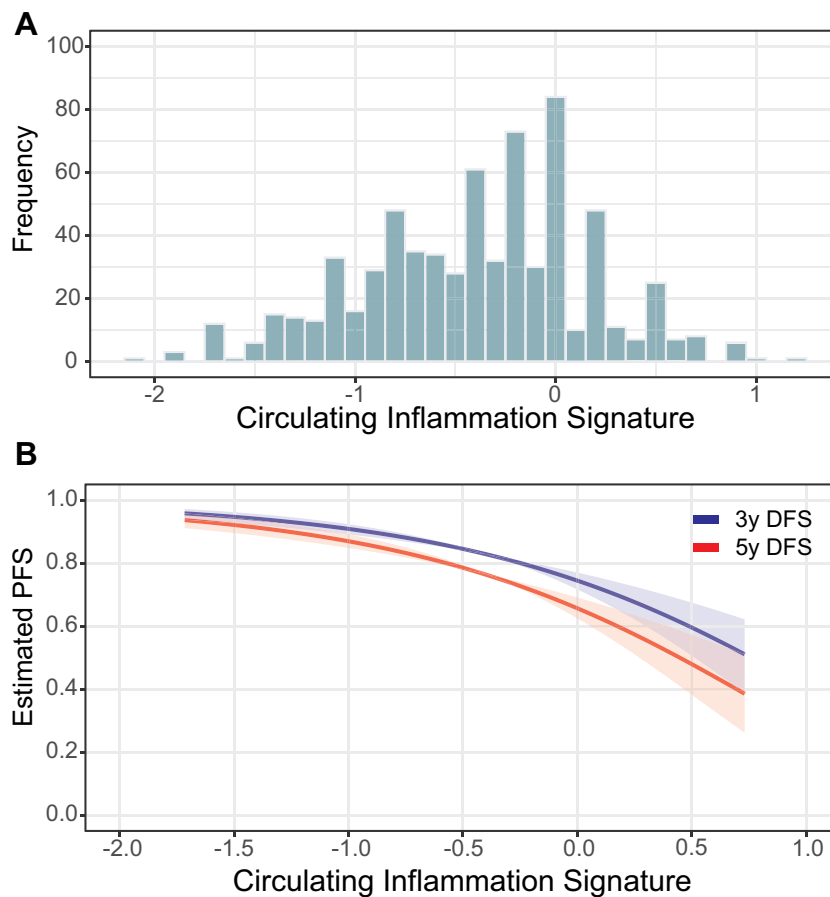 A
100
80
60
40
20
0
Frequency
-2
-1
0
1
Circulating Inflammation Signature
B
1.0
0.8
0.6
0.4
0.2
0.0
Estimated PFS
3y DFS
5y DFS
-2.0
-1.5
-1.0
-0.5
0.0
0.5
1.0
Circulating Inflammation Signature